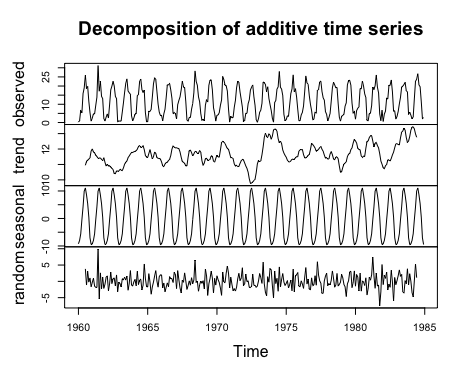 Decomposition of additive time series
observed
0
10
25
trend
10
12
seasonal
-10
0
10
random
-5
5
1960
1965
1970
1975
1980
1985
Time